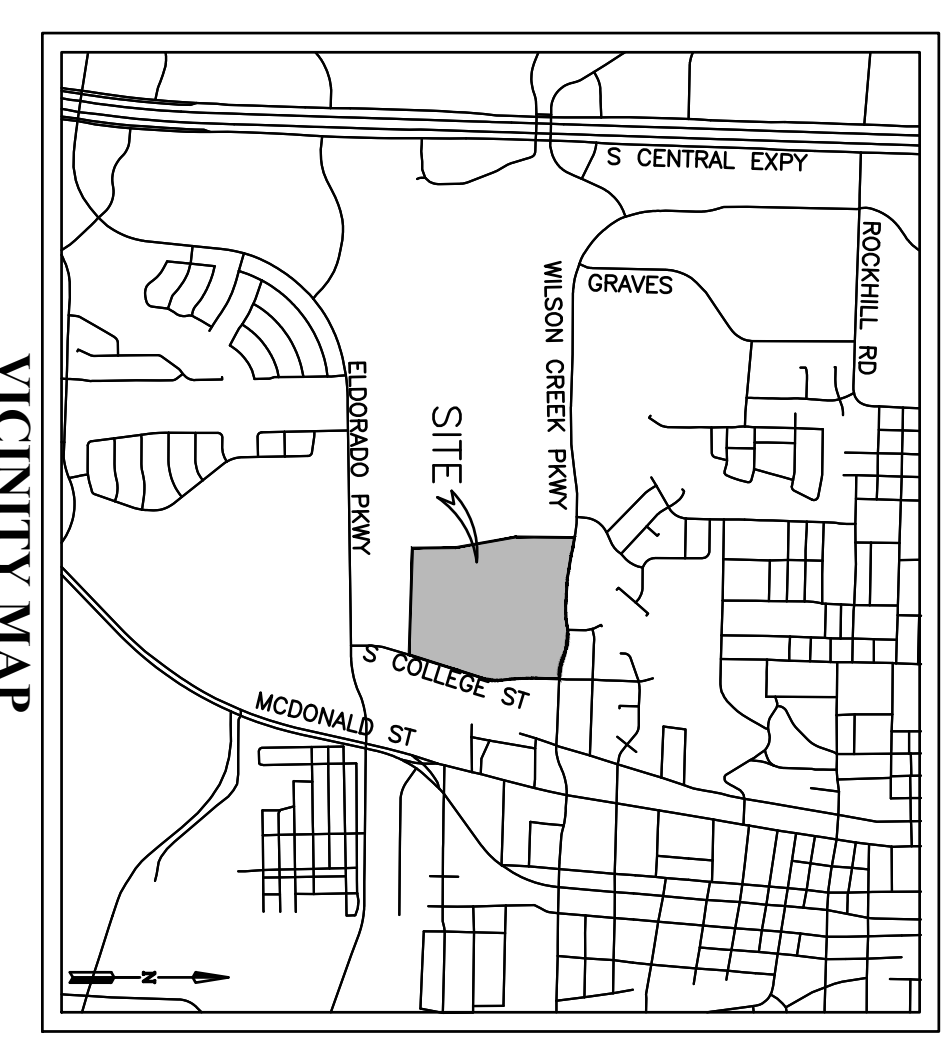 S CENTRAL EXPY
ROCKHILL RD
GRAVES
WILSON CREEK PKWY
ELDORADO PKWY
SITE
S COLLEGE ST
MCDONALD ST
N
VICINITY MAP